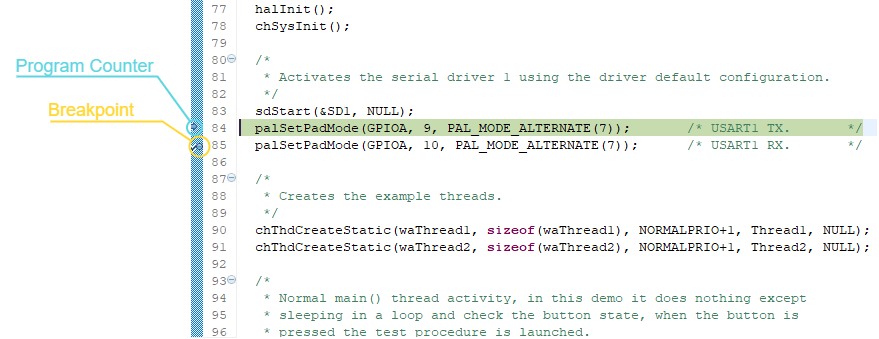 77 halInit();
78 chSysInit();
79
80 /*
Program Counter
81 * Activates the serial driver 1 using the driver default configuration.
82 */
Breakpoint
83 sdStart(&SD1, NULL);
84 palSetPadMode(GPIOA, 9, PAL_MODE_ALTERNATE(7)); /* USART1 TX. */
85 palSetPadMode(GPIOA, 10, PAL_MODE_ALTERNATE(7)); /* USART1 RX. */
86
87 /*
88 * Creates the example threads.
89 */
90 chThdCreateStatic(waThread1, sizeof(waThread1), NORMALPRIO+1, Thread1, NULL);
91 chThdCreateStatic(waThread2, sizeof(waThread2), NORMALPRIO+1, Thread2, NULL);
92
93 /*
94 * Normal main() thread activity, in this demo it does nothing except
95 * sleeping in a loop and check the button state, when the button is
96 * pressed the test procedure is launched.